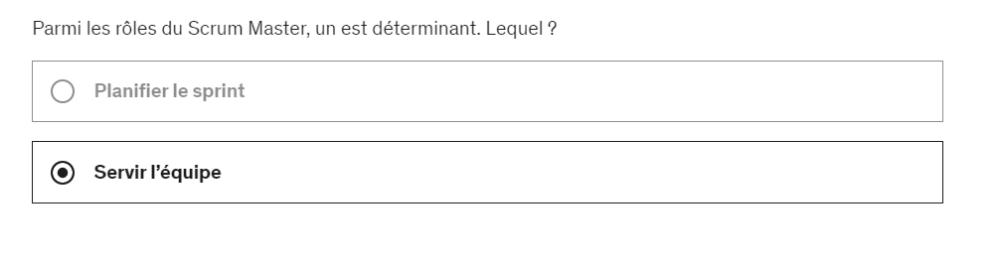 Parmi les rôles du Scrum Master, un est déterminant. Lequel ?
Planifier le sprint
Servir l’équipe